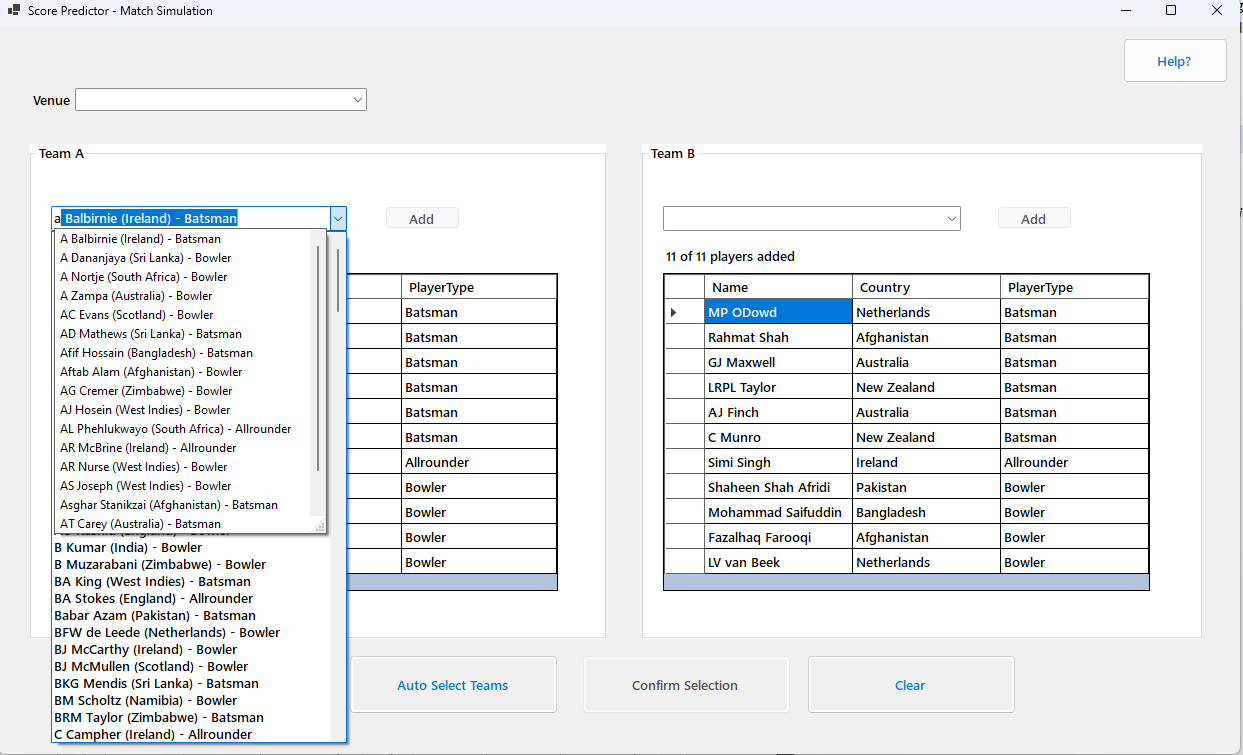 Score Predictor - Match Simulation
Help?
Venue
Team A
a Balbirnie (Ireland) - Batsman
Add
A Balbirnie (Ireland) - Batsman
A Dananjaya (Sri Lanka) - Bowler
A Nortje (South Africa) - Bowler
A Zampa (Australia) - Bowler
AC Evans (Scotland) - Bowler
AD Mathews (Sri Lanka) - Batsman
Afif Hossain (Bangladesh) - Batsman
Aftab Alam (Afghanistan) - Bowler
AG Cremer (Zimbabwe) - Bowler
AJ Hosein (West Indies) - Bowler
AL Phehlukwayo (South Africa) - Allrounder
AR McBrine (Ireland) - Allrounder
AR Nurse (West Indies) - Bowler
AS Joseph (West Indies) - Bowler
Asghar Stanikzai (Afghanistan) - Batsman
AT Carey (Australia) - Batsman
B Kumar (India) - Bowler
B Muzarabani (Zimbabwe) - Bowler
BA King (West Indies) - Batsman
BA Stokes (England) - Allrounder
Babar Azam (Pakistan) - Batsman
BFW de Leede (Netherlands) - Bowler
BJ McCarthy (Ireland) - Bowler
BJ McMullen (Scotland) - Bowler
BKG Mendis (Sri Lanka) - Batsman
BM Scholtz (Namibia) - Bowler
BRM Taylor (Zimbabwe) - Batsman
C Campher (Ireland) - Allrounder
PlayerType
Batsman
Batsman
Batsman
Batsman
Batsman
Batsman
Allrounder
Bowler
Bowler
Bowler
Bowler
Team B
Add
11 of 11 players added
Name Country PlayerType
MP ODowd Netherlands Batsman
Rahmat Shah Afghanistan Batsman
GJ Maxwell Australia Batsman
LRPL Taylor New Zealand Batsman
AJ Finch Australia Batsman
C Munro New Zealand Batsman
Simi Singh Ireland Allrounder
Shaheen Shah Afridi Pakistan Bowler
Mohammad Saifuddin Bangladesh Bowler
Fazalhaq Farooqi Afghanistan Bowler
LV van Beek Netherlands Bowler
Auto Select Teams
Confirm Selection
Clear